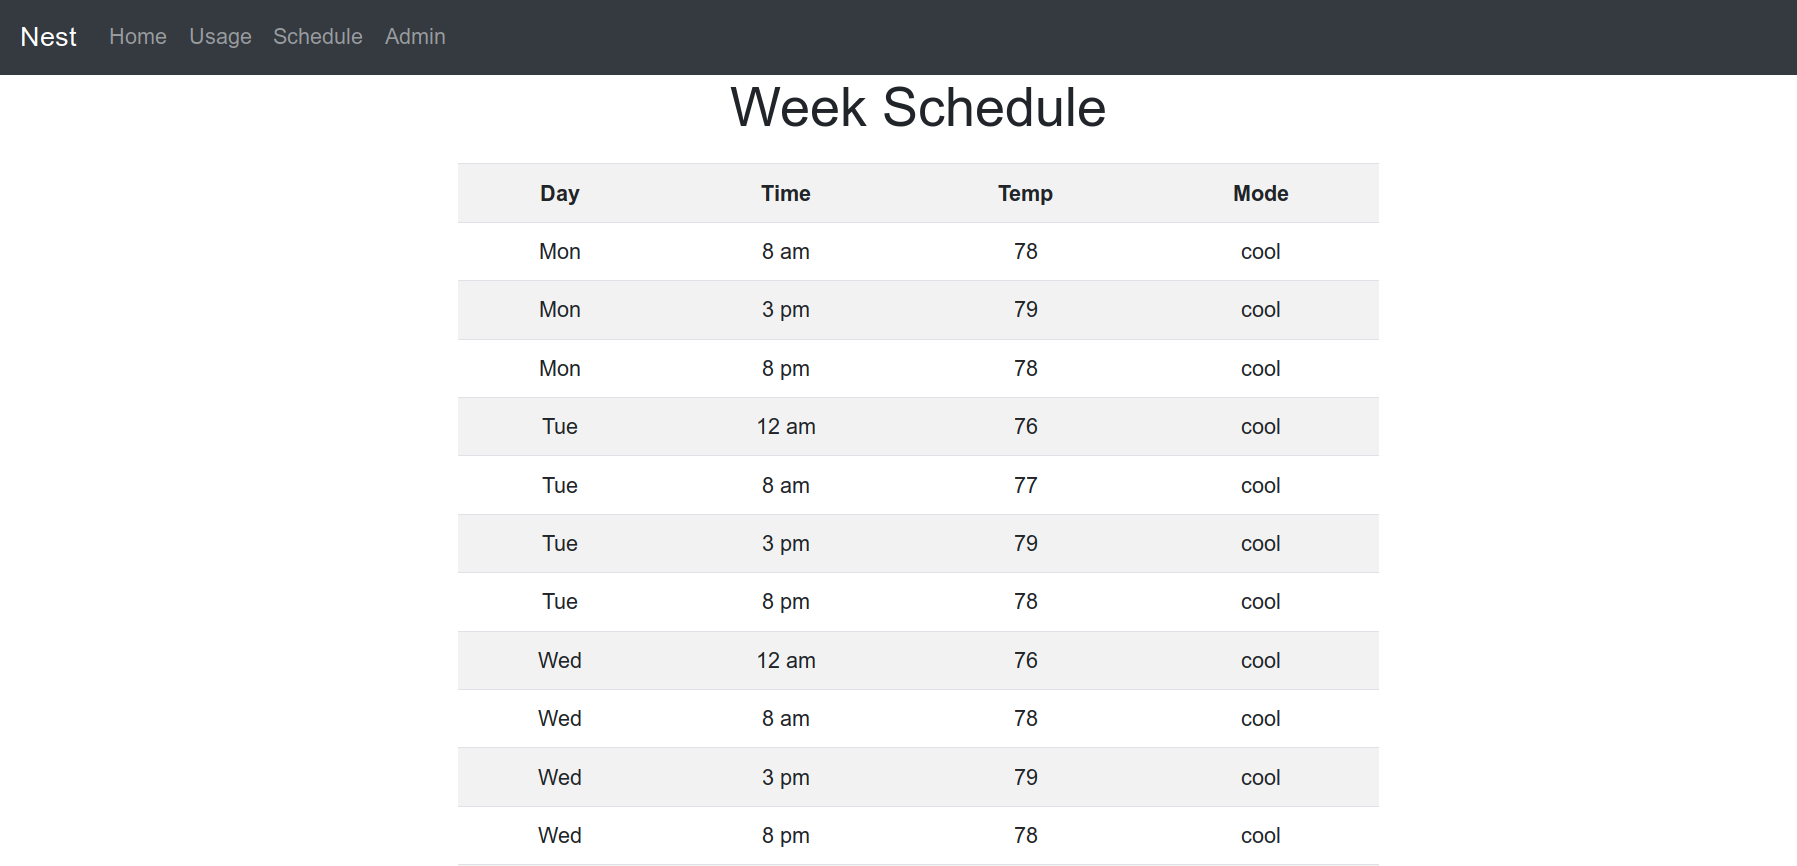 Nest Home Usage Schedule Admin
Week Schedule
Day Time Temp Mode
Mon 8 am 78 cool
Mon 3 pm 79 cool
Mon 8 pm 78 cool
Tue 12 am 76 cool
Tue 8 am 77 cool
Tue 3 pm 79 cool
Tue 8 pm 78 cool
Wed 12 am 76 cool
Wed 8 am 78 cool
Wed 3 pm 79 cool
Wed 8 pm 78 cool